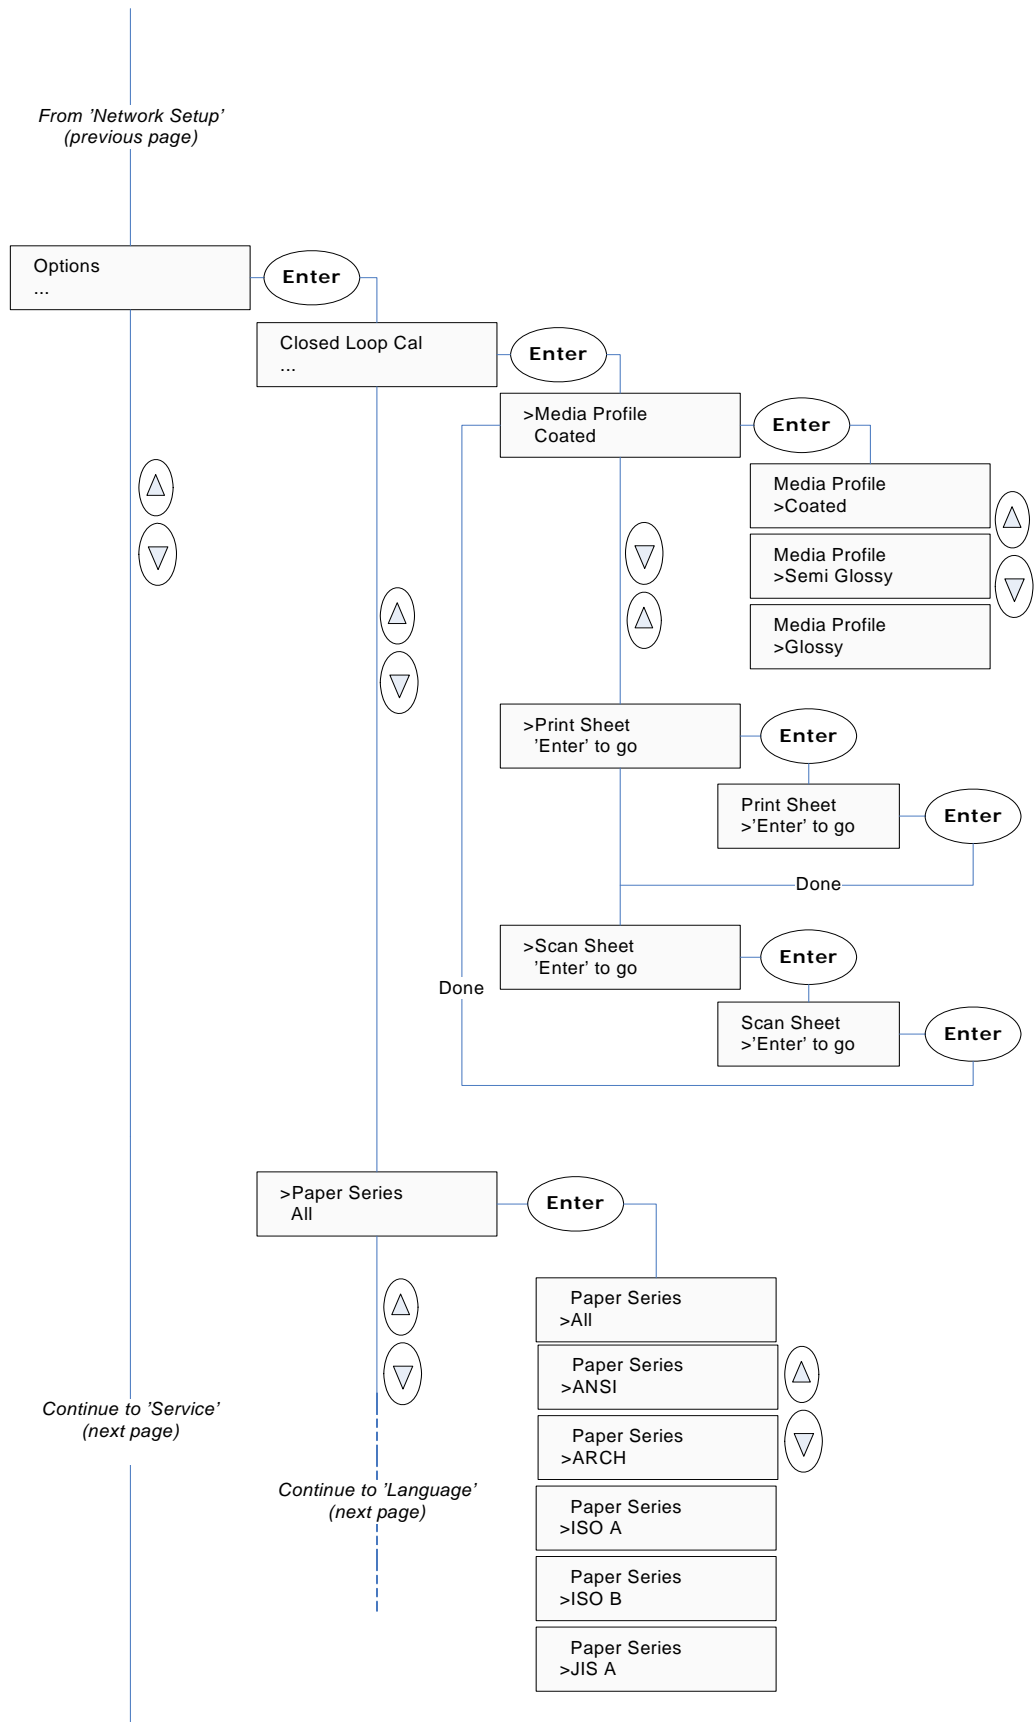 From 'Network Setup'
(previous page)
Options
...
Enter
Closed Loop Cal
...
Enter
>Media Profile
Coated
Enter
Media Profile
>Coated
Media Profile
>Semi Glossy
Media Profile
>Glossy
>Print Sheet
'Enter' to go
Enter
Print Sheet
>'Enter' to go
Enter
Done
>Scan Sheet
'Enter' to go
Enter
Done
Scan Sheet
>'Enter' to go
Enter
>Paper Series
All
Enter
Paper Series
>All
Paper Series
>ANSI
Paper Series
>ARCH
Paper Series
>ISO A
Paper Series
>ISO B
Paper Series
>JIS A
Continue to 'Service'
(next page)
Continue to 'Language'
(next page)